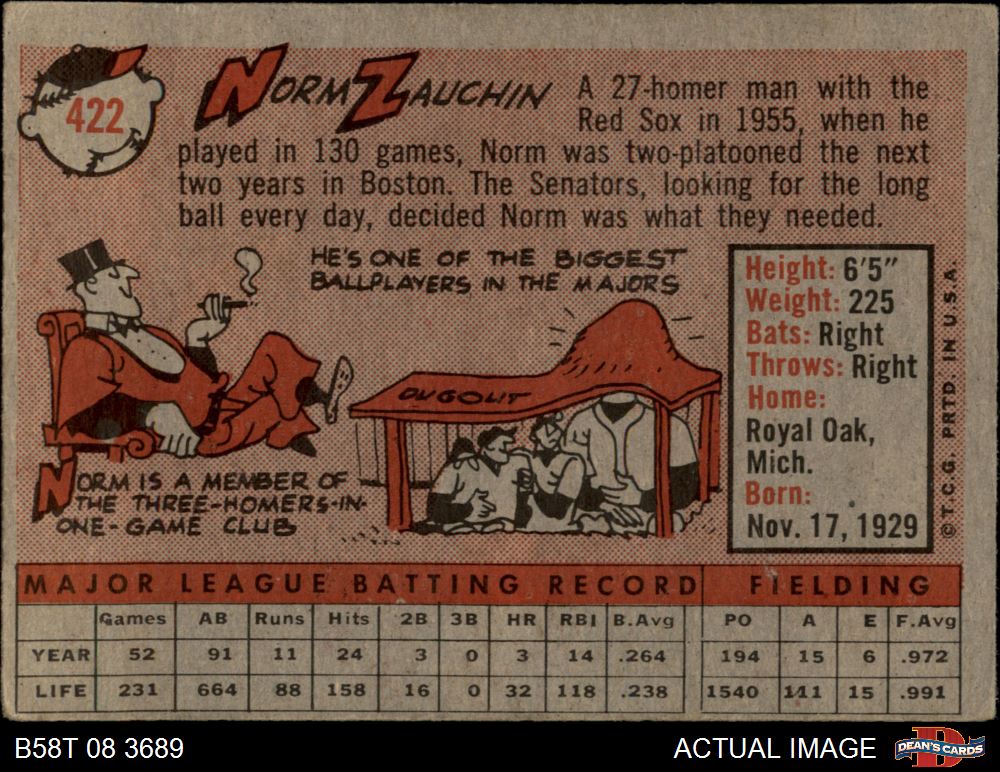 422
NORM ZAUCHIN
A 27-homer man with the
Red Sox in 1955, when he
played in 130 games, Norm was two-platooned the next
two years in Boston. The Senators, looking for the long
ball every day, decided Norm was what they needed.
HE'S ONE OF THE BIGGEST
BALLPLAYERS IN THE MAJORS
DUGOUT
NORM IS A MEMBER OF
THE THREE-HOMERS-IN-
ONE-GAME CLUB
Height: 6'5"
Weight: 225
Bats: Right
Throws: Right
Home:
Royal Oak,
Mich.
Born:
Nov. 17, 1929
© T.C.G. PRTD. IN U.S.A.
MAJOR LEAGUE BATTING RECORD FIELDING
Games AB Runs Hits 2B 3B HR RBI B.Avg PO A E F.Avg
YEAR 52 91 11 24 3 0 3 14 .264 194 15 6 .972
LIFE 231 664 88 158 16 0 32 118 .238 1540 111 15 .991
B58T 08 3689
ACTUAL IMAGE
D
DEAN'S CARDS